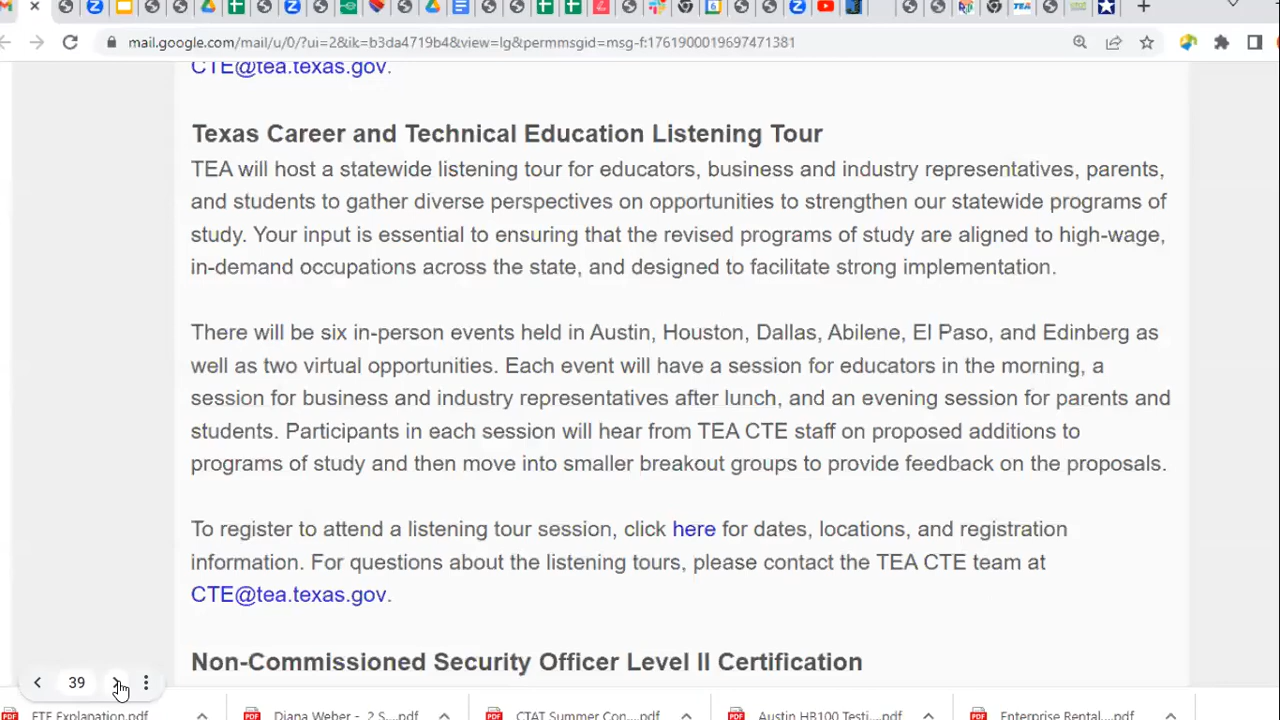 mail.google.com/mail/u/0/?ui=2&ik=b3da4719b4&view=lg&permmsgid=msg-f:1761900019697471381
CTE@tea.texas.gov.
Texas Career and Technical Education Listening Tour
TEA will host a statewide listening tour for educators, business and industry representatives, parents,
and students to gather diverse perspectives on opportunities to strengthen our statewide programs of
study. Your input is essential to ensuring that the revised programs of study are aligned to high-wage,
in-demand occupations across the state, and designed to facilitate strong implementation.
There will be six in-person events held in Austin, Houston, Dallas, Abilene, El Paso, and Edinberg as
well as two virtual opportunities. Each event will have a session for educators in the morning, a
session for business and industry representatives after lunch, and an evening session for parents and
students. Participants in each session will hear from TEA CTE staff on proposed additions to
programs of study and then move into smaller breakout groups to provide feedback on the proposals.
To register to attend a listening tour session, click here for dates, locations, and registration
information. For questions about the listening tours, please contact the TEA CTE team at
CTE@tea.texas.gov.
Non-Commissioned Security Officer Level II Certification
39
FTE Explanation.pdf
Diana Weber - 2 S....pdf
CTAT Summer Con....pdf
Austin HB100 Testi....pdf
Enterprise Rental....pdf